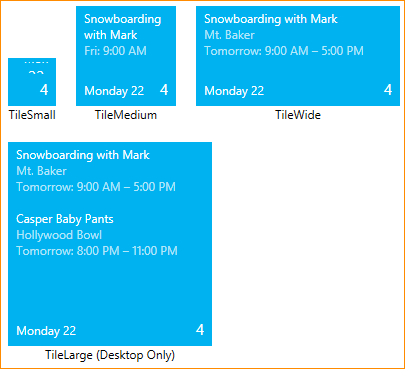 22
4
TileSmall
Snowboarding
with Mark
Fri: 9:00 AM
Monday 22 4
TileMedium
Snowboarding with Mark
Mt. Baker
Tomorrow: 9:00 AM – 5:00 PM
Monday 22 4
TileWide
Snowboarding with Mark
Mt. Baker
Tomorrow: 9:00 AM – 5:00 PM
Casper Baby Pants
Hollywood Bowl
Tomorrow: 8:00 PM – 11:00 PM
Monday 22 4
TileLarge (Desktop Only)